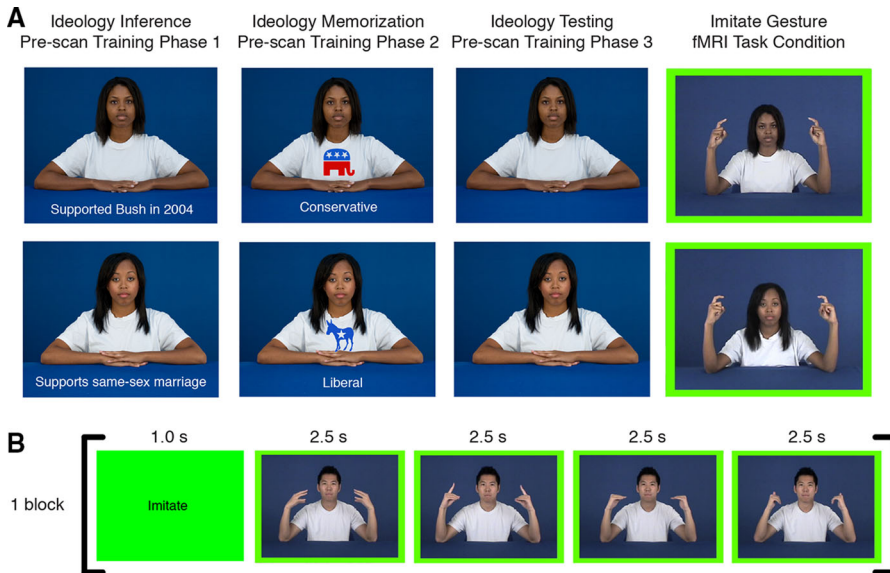 A
Ideology Inference
Pre-scan Training Phase 1
Ideology Memorization
Pre-scan Training Phase 2
Ideology Testing
Pre-scan Training Phase 3
Imitate Gesture
fMRI Task Condition
Supported Bush in 2004
Conservative
Supports same-sex marriage
Liberal
B
1.0 s
2.5 s
2.5 s
2.5 s
2.5 s
1 block
Imitate